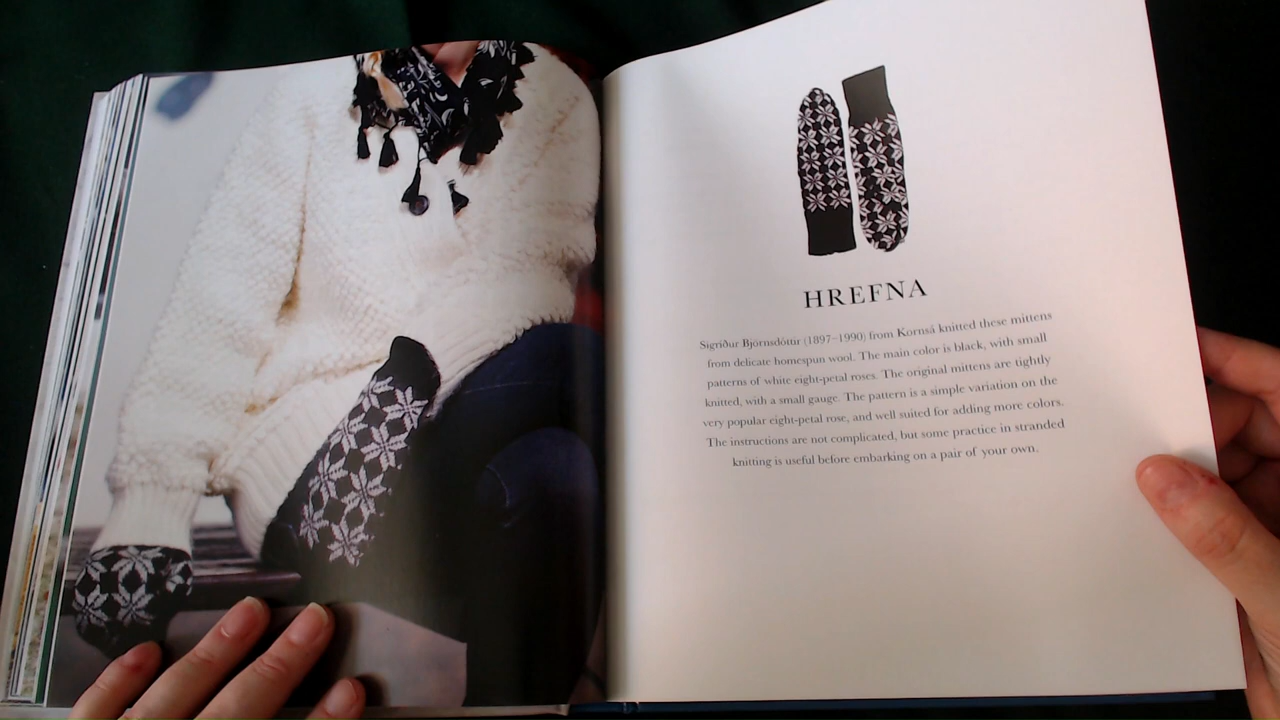 HREFNA
Sigríður Björnsdóttir (1897–1990) from Kornsá knitted these mittens
from delicate homespun wool. The main color is black, with small
patterns of white eight-petal roses. The original mittens are tightly
knitted, with a small gauge. The pattern is a simple variation on the
very popular eight-petal rose, and well suited for adding more colors.
The instructions are not complicated, but some practice in stranded
knitting is useful before embarking on a pair of your own.